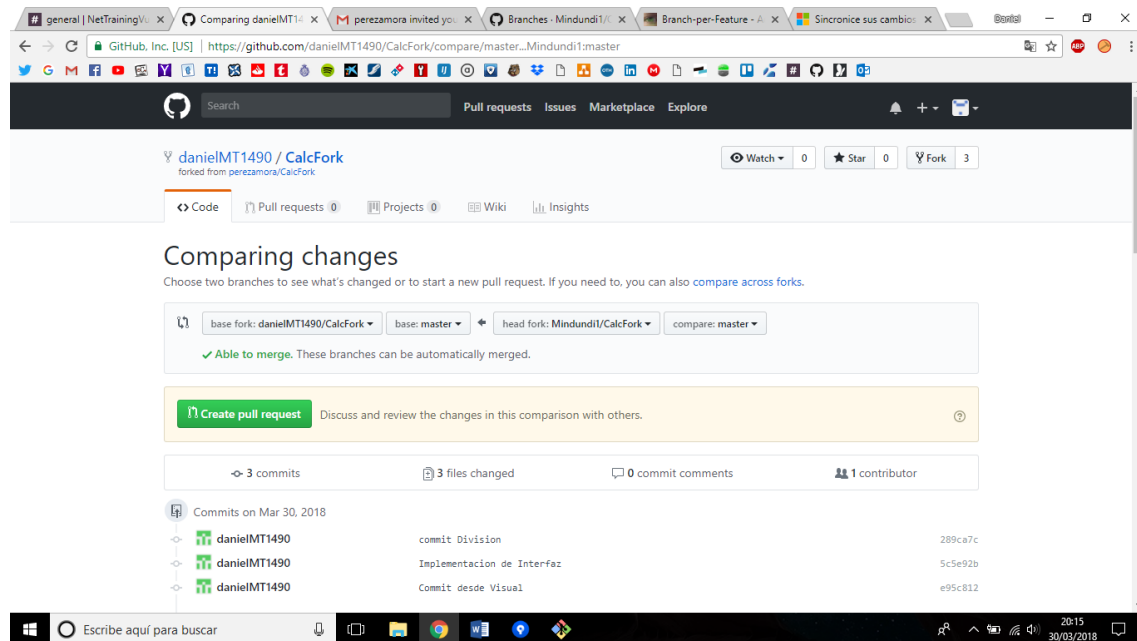 general | NetTrainingVu
Comparing danielMT14
perezamora invited you
Branches · Mindundi1/C
Branch-per-Feature - A
Sincronice sus cambios
Daniel
GitHub, Inc. [US] | https://github.com/danielMT1490/CalcFork/compare/master...Mindundi1:master
Search
Pull requests Issues Marketplace Explore
danielMT1490 / CalcFork
forked from perezamora/CalcFork
Watch 0 Star 0 Fork 3
Code Pull requests 0 Projects 0 Wiki Insights
Comparing changes
Choose two branches to see what's changed or to start a new pull request. If you need to, you can also compare across forks.
base fork: danielMT1490/CalcFork base: master head fork: Mindundi1/CalcFork compare: master
Able to merge. These branches can be automatically merged.
Create pull request Discuss and review the changes in this comparison with others.
3 commits 3 files changed 0 commit comments 1 contributor
Commits on Mar 30, 2018
danielMT1490 commit Division 289ca7c
danielMT1490 Implementacion de Interfaz 5c5e92b
danielMT1490 Commit desde Visual e95c812
Escribe aquí para buscar
20:15
30/03/2018